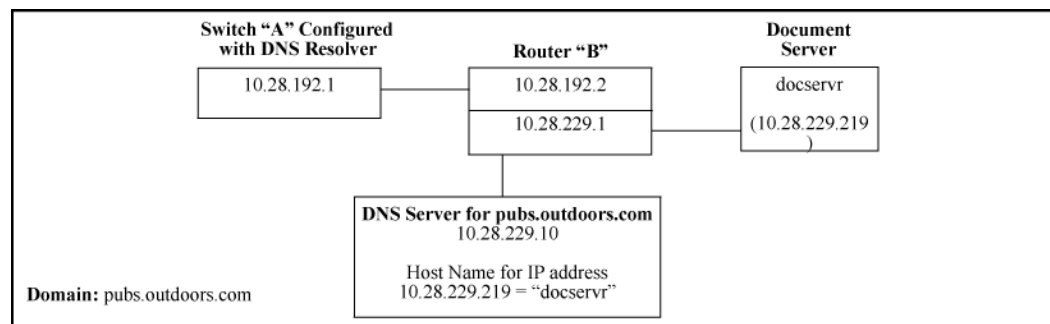 Switch “A” Configured
with DNS Resolver
Router “B”
Document
Server
10.28.192.1
10.28.192.2
10.28.229.1
docservr
(10.28.229.219
)
DNS Server for pubs.outdoors.com
10.28.229.10
Host Name for IP address
10.28.229.219 = “docservr”
Domain: pubs.outdoors.com